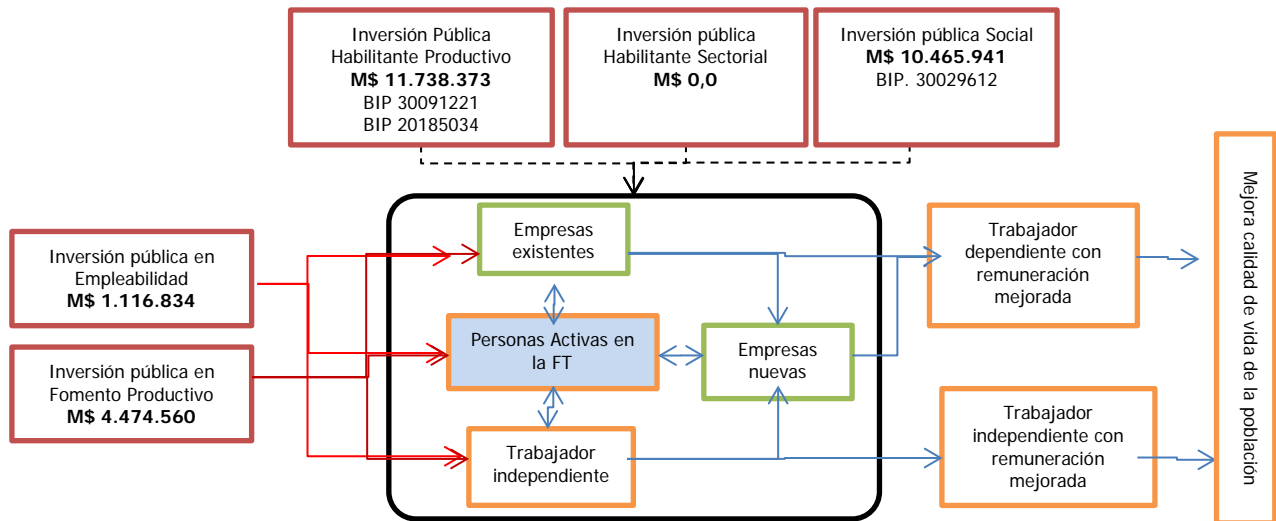 Inversión Pública
Habilitante Productivo
M$ 11.738.373
BIP 30091221
BIP 20185034
Inversión pública
Habilitante Sectorial
M$ 0,0
Inversión pública Social
M$ 10.465.941
BIP. 30029612
Inversión pública en
Empleabilidad
M$ 1.116.834
Inversión pública en
Fomento Productivo
M$ 4.474.560
Empresas
existentes
Personas Activas en
la FT
Trabajador
independiente
Empresas
nuevas
Trabajador
dependiente con
remuneración
mejorada
Trabajador
independiente con
remuneración
mejorada
Mejora calidad de vida de la población